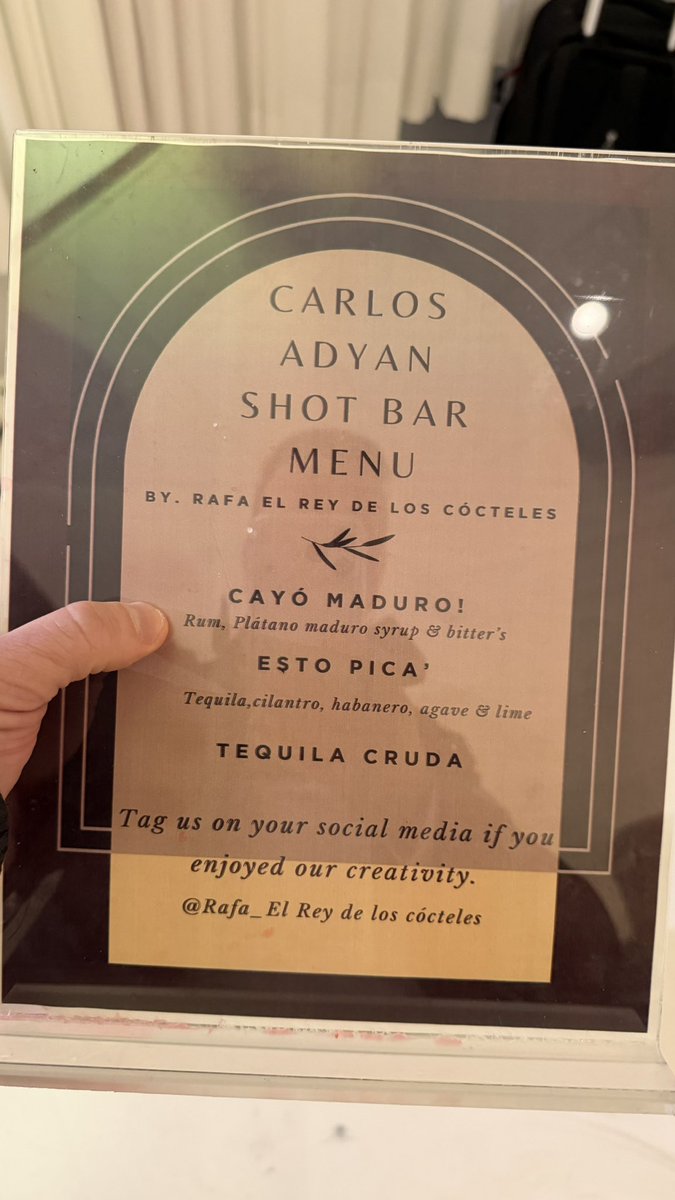 CARLOS
ADYAN
SHOT BAR
MENU
BY. RAFA EL REY DE LOS CÓCTELES
CAYÓ MADURO!
Rum, Plátano maduro syrup & bitter's
ESTO PICA'
Tequila,cilantro, habanero, agave & lime
TEQUILA CRUDA
Tag us on your social media if you
enjoyed our creativity.
@Rafa_El Rey de los cócteles